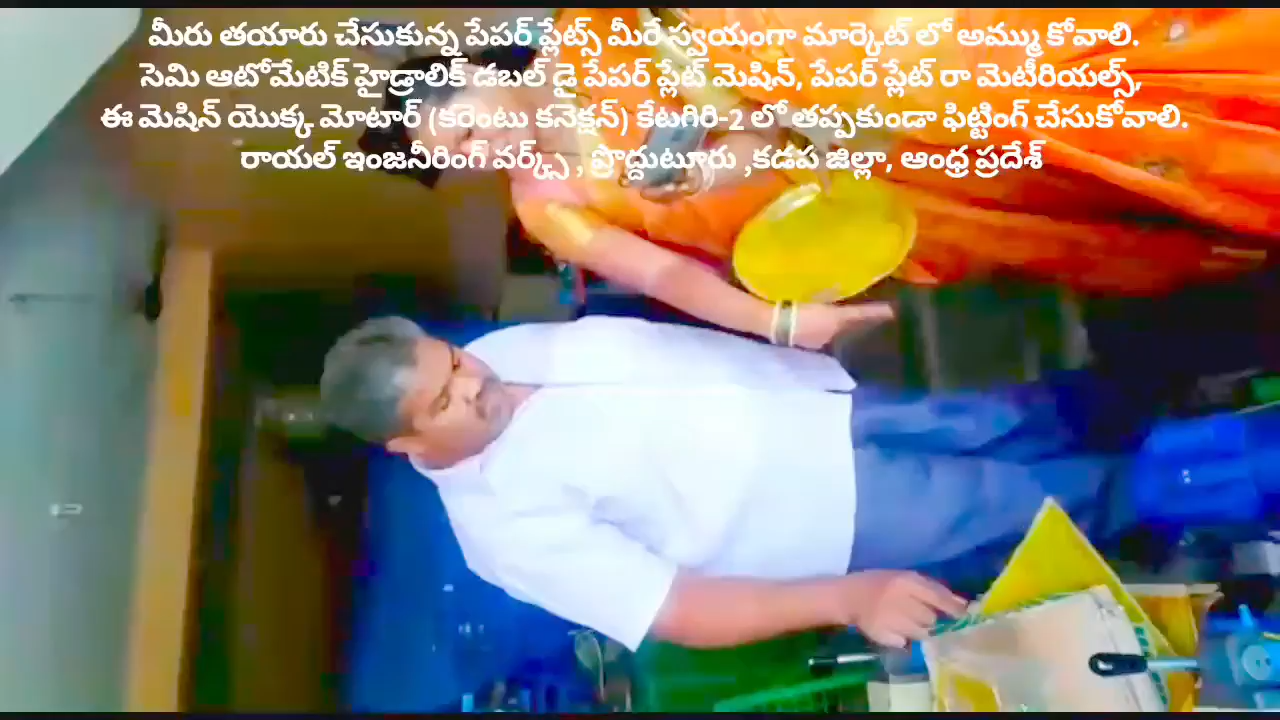 మీరు తయారు చేసుకున్న పేపర్ ప్లేట్స్ మీరే స్వయంగా మార్కెట్ లో అమ్ము కోవాలి.
సెమి ఆటోమేటిక్ హైడ్రాలిక్ డబల్ డై పేపర్ ప్లేట్ మెషిన్, పేపర్ ప్లేట్ రా మెటీరియల్స్,
ఈ మెషిన్ యొక్క మోటార్ (కరెంటు కనెక్షన్) కేటగిరి-2 లో తప్పకుండా ఫిట్టింగ్ చేసుకోవాలి.
రాయల్ ఇంజనీరింగ్ వర్క్స్ , ప్రొద్దుటూరు ,కడప జిల్లా, ఆంధ్ర ప్రదేశ్